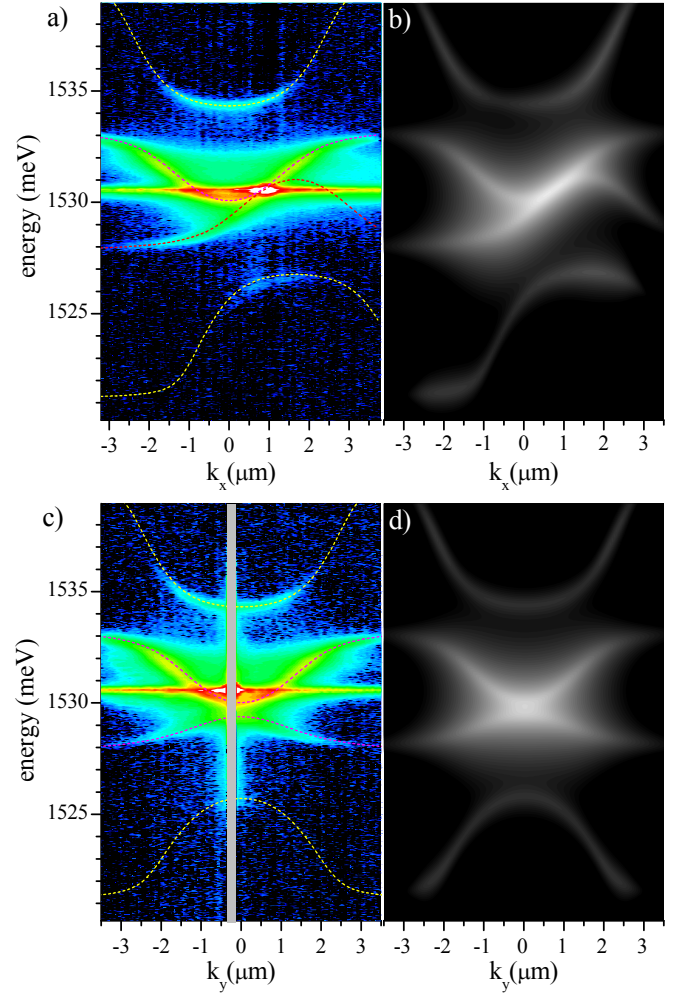 a)
b)
1535
1530
1525
energy (meV)
-3 -2 -1 0 1 2 3
-3 -2 -1 0 1 2 3
kₓ(μm)
kₓ(μm)
c)
d)
1535
1530
1525
energy (meV)
-3 -2 -1 0 1 2 3
-3 -2 -1 0 1 2 3
k_y(μm)
k_y(μm)